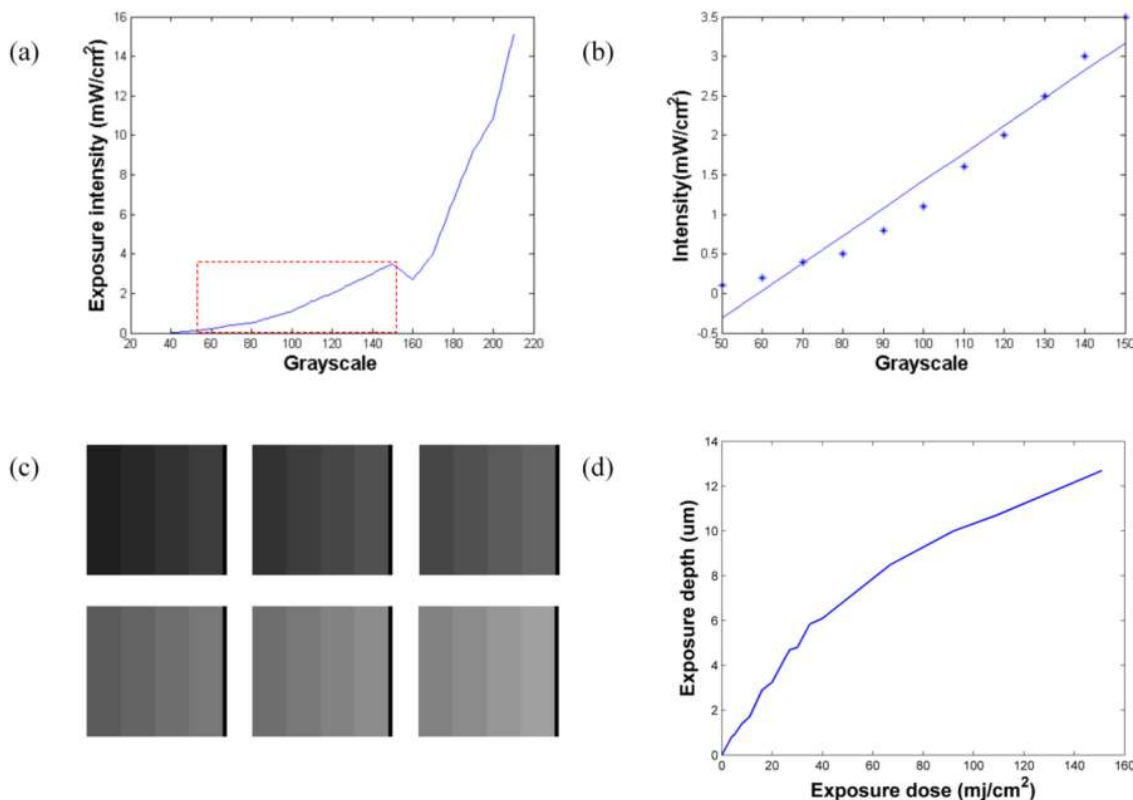 (a)
Exposure intensity (mW/cm²)
16
14
12
10
8
6
4
2
0
20 40 60 80 100 120 140 160 180 200 220
Grayscale
(b)
Intensity(mW/cm²)
3.5
3
2.5
2
1.5
1
0.5
0
-0.5
50 60 70 80 90 100 110 120 130 140 150
Grayscale
(c)
(d)
Exposure depth (um)
14
12
10
8
6
4
2
0
0 20 40 60 80 100 120 140 160
Exposure dose (mj/cm²)